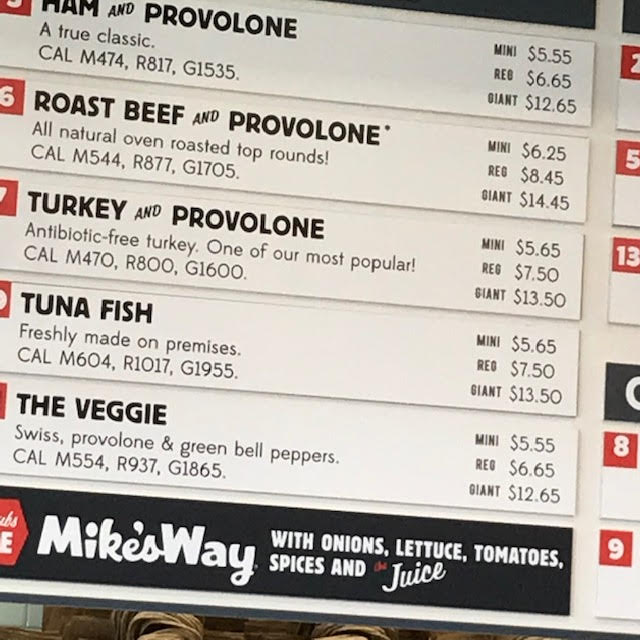 HAM AND PROVOLONE
A true classic.
CAL M474, R817, G1535.
MINI $5.55
REG $6.65
GIANT $12.65
6 ROAST BEEF AND PROVOLONE*
All natural oven roasted top rounds!
CAL M544, R877, G1705.
MINI $6.25
REG $8.45
GIANT $14.45
TURKEY AND PROVOLONE
Antibiotic-free turkey. One of our most popular!
CAL M470, R800, G1600.
MINI $5.65
REG $7.50
GIANT $13.50
TUNA FISH
Freshly made on premises.
CAL M604, R1017, G1955.
MINI $5.65
REG $7.50
GIANT $13.50
THE VEGGIE
Swiss, provolone & green bell peppers.
CAL M554, R937, G1865.
MINI $5.55
REG $6.65
GIANT $12.65
Mike'sWay
WITH ONIONS, LETTUCE, TOMATOES,
SPICES AND the Juice
2
5
13
8
9